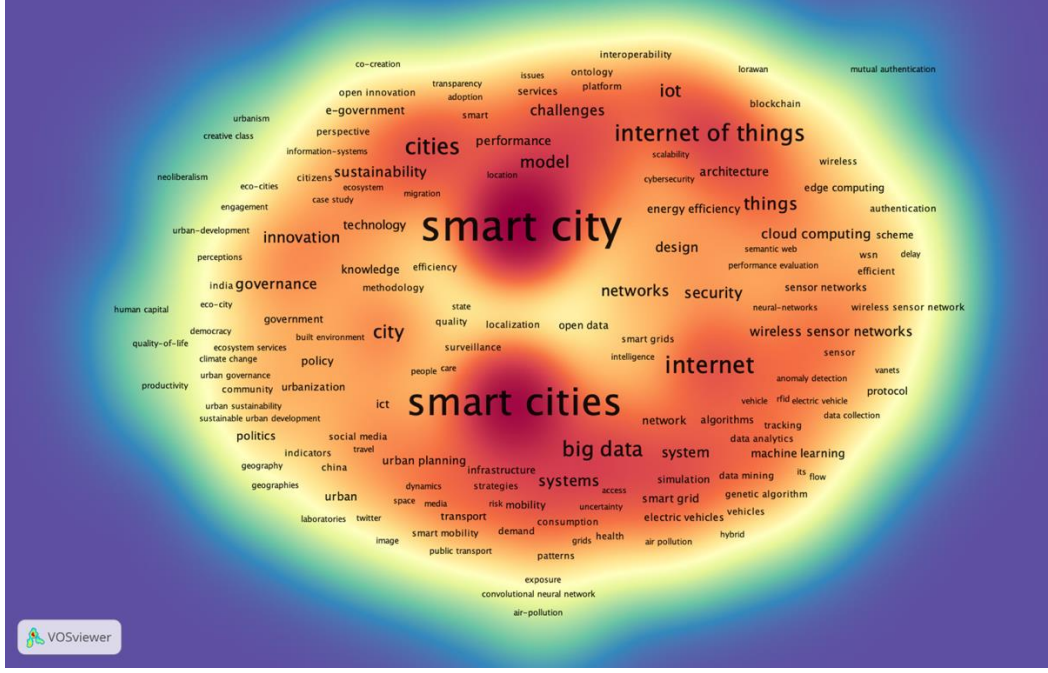 interoperability
co-creation
lorawan
mutual authentication
issues
ontology
transparency
platform
open innovation
services
iot
adoption
blockchain
e-government
smart
challenges
urbanism
perspective
internet of things
creative class
cities
performance
information-systems
model
scalability
wireless
sustainability
location
architecture
neoliberalism
citizens
cybersecurity
eco-cities
ecosystem
edge computing
case study
migration
engagement
energy efficiency
things
authentication
technology
smart city
urban-development
innovation
cloud computing
scheme
design
semantic web
perceptions
wsn
delay
knowledge
efficiency
performance evaluation
efficient
india
governance
methodology
networks
security
sensor networks
eco-city
state
neural-networks
wireless sensor network
human capital
government
quality
localization
open data
democracy
built environment
city
wireless sensor networks
quality-of-life
ecosystem services
surveillance
smart grids
climate change
policy
intelligence
sensor
people
care
internet
urban governance
anomaly detection
vanets
productivity
community
urbanization
protocol
urban sustainability
ict
smart cities
vehicle
rfid
electric vehicle
sustainable urban development
network
algorithms
data collection
politics
social media
tracking
travel
big data
system
data analytics
indicators
machine learning
geography
china
urban planning
infrastructure
its
flow
simulation
data mining
geographies
dynamics
strategies
systems
access
urban
space
media
risk
mobility
uncertainty
smart grid
genetic algorithm
laboratories
twitter
transport
consumption
electric vehicles
vehicles
smart mobility
demand
image
grids
health
air pollution
hybrid
public transport
patterns
exposure
convolutional neural network
air-pollution
VOSviewer